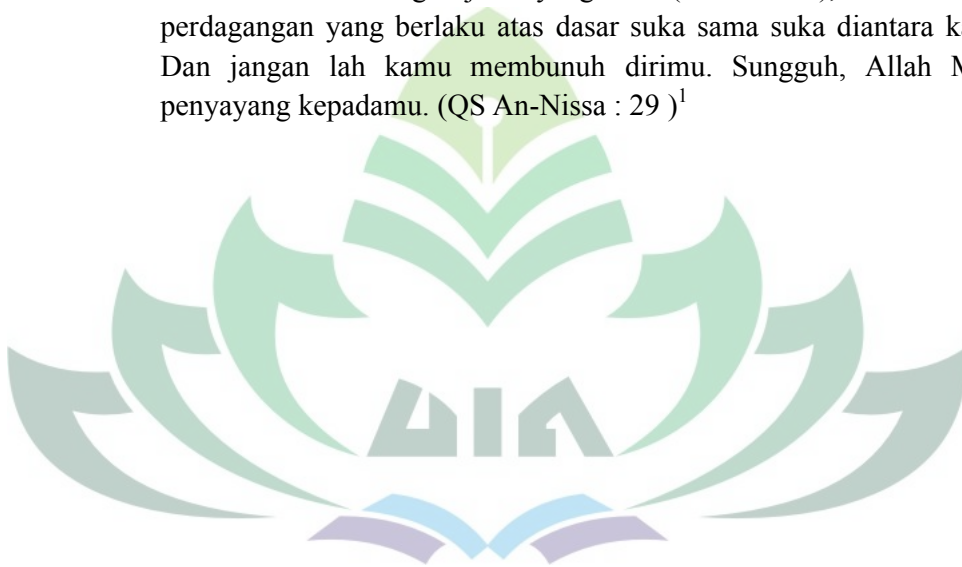 perdagangan yang berlaku atas dasar suka sama suka diantara
Dan jangan lah kamu membunuh dirimu. Sungguh, Allah
penyayang kepadamu. (QS An-Nissa : 29 )1
UIN